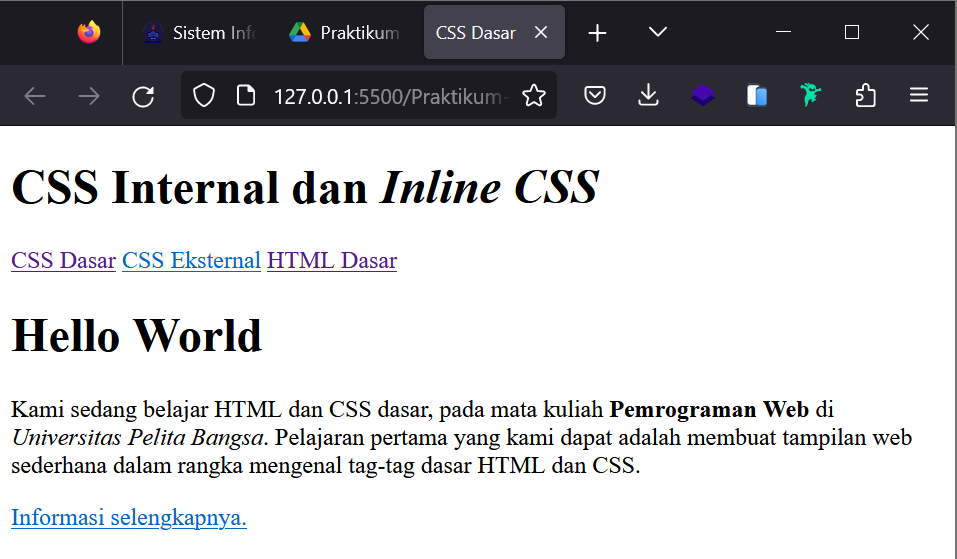 Sistem Info
Praktikum
CSS Dasar
127.0.0.1:5500/Praktikum-
CSS Internal dan Inline CSS
CSS Dasar CSS Eksternal HTML Dasar
Hello World
Kami sedang belajar HTML dan CSS dasar, pada mata kuliah Pemrograman Web di
Universitas Pelita Bangsa. Pelajaran pertama yang kami dapat adalah membuat tampilan web
sederhana dalam rangka mengenal tag-tag dasar HTML dan CSS.
Informasi selengkapnya.